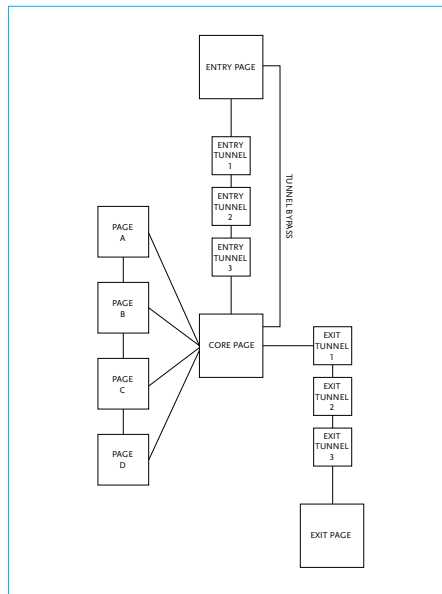 ENTRY PAGE
ENTRY
TUNNEL
1
ENTRY
TUNNEL
2
ENTRY
TUNNEL
3
TUNNEL BYPASS
PAGE
A
PAGE
B
PAGE
C
PAGE
D
CORE PAGE
EXIT
TUNNEL
1
EXIT
TUNNEL
2
EXIT
TUNNEL
3
EXIT PAGE